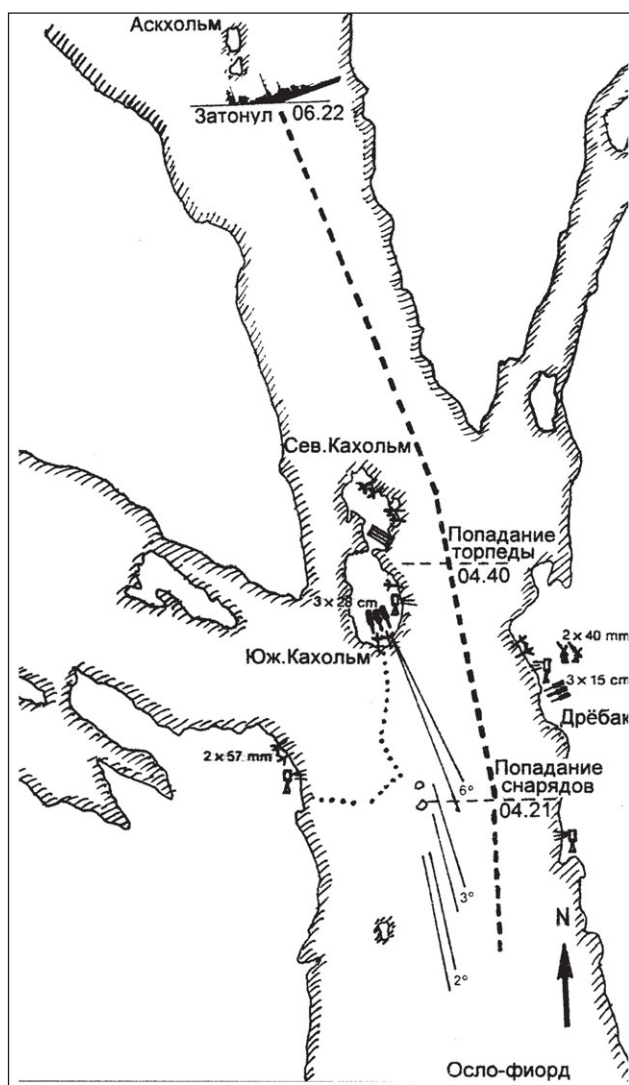 Аскхольм
Затонул 06.22
Сев.Кахольм
Попадание
торпеды
04.40
3 x 28 cm
2 x 40 mm
Юж.Кахольм
3 x 15 cm
Дрёбак
2 x 57 mm
Попадание
снарядов
6°
04.21
3°
N
2°
Осло-фиорд